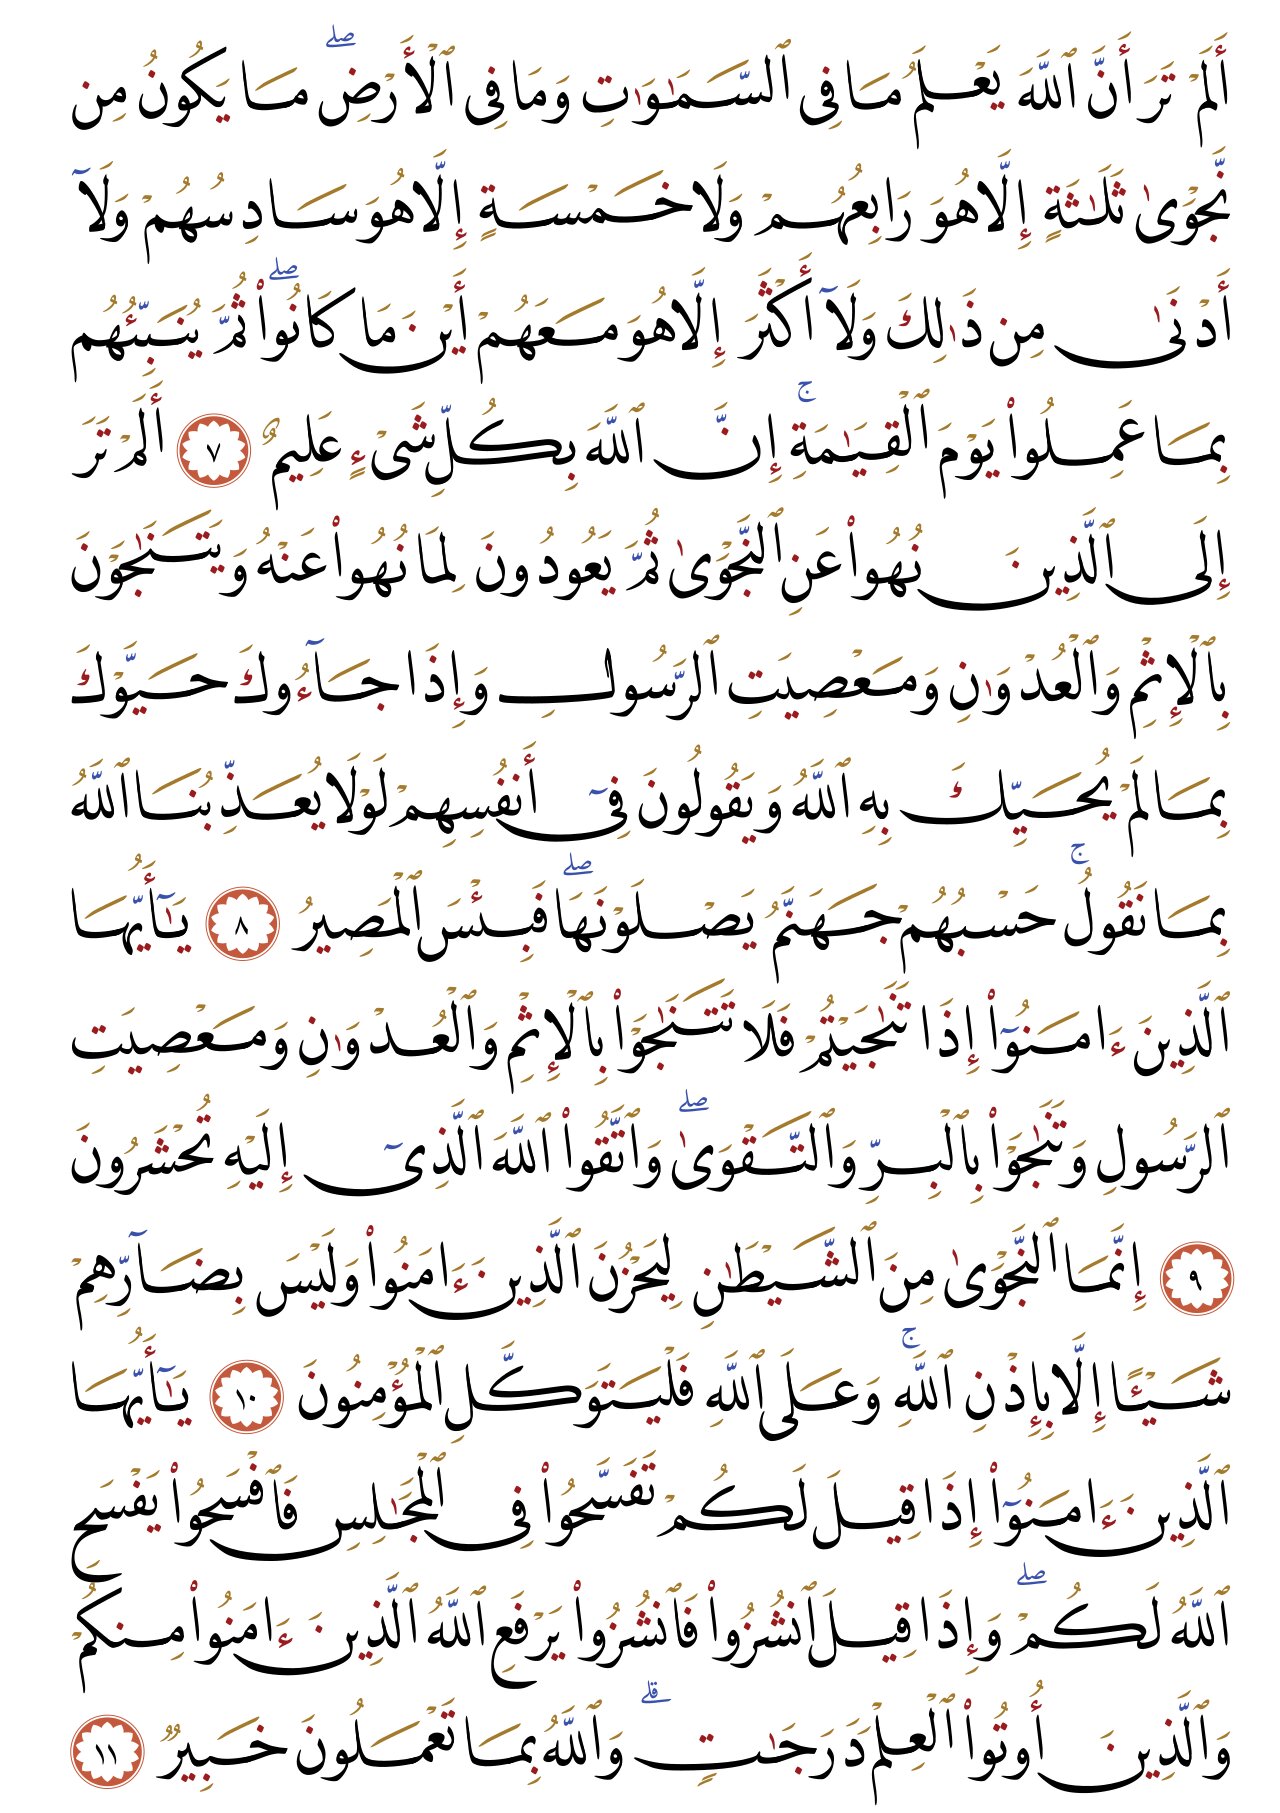 أَلَمْ تَرَ أَنَّ ٱللَّهَ يَعْلَمُ مَا فِى ٱلسَّمَٰوَٰتِ وَمَا فِى ٱلْأَرْضِ ۖ مَا يَكُونُ مِن
نَّجْوَىٰ ثَلَٰثَةٍ إِلَّا هُوَ رَابِعُهُمْ وَلَا خَمْسَةٍ إِلَّا هُوَ سَادِسُهُمْ وَلَآ
أَدْنَىٰ مِن ذَٰلِكَ وَلَآ أَكْثَرَ إِلَّا هُوَ مَعَهُمْ أَيْنَ مَا كَانُوا۟ ۖ ثُمَّ يُنَبِّئُهُم
بِمَا عَمِلُوا۟ يَوْمَ ٱلْقِيَٰمَةِ ۚ إِنَّ ٱللَّهَ بِكُلِّ شَىْءٍ عَلِيمٌ ٧ أَلَمْ تَرَ
إِلَى ٱلَّذِينَ نُهُوا۟ عَنِ ٱلنَّجْوَىٰ ثُمَّ يَعُودُونَ لِمَا نُهُوا۟ عَنْهُ وَيَتَنَٰجَوْنَ
بِٱلْإِثْمِ وَٱلْعُدْوَٰنِ وَمَعْصِيَتِ ٱلرَّسُولِ وَإِذَا جَآءُوكَ حَيَّوْكَ
بِمَا لَمْ يُحَيِّكَ بِهِ ٱللَّهُ وَيَقُولُونَ فِىٓ أَنفُسِهِمْ لَوْلَا يُعَذِّبُنَا ٱللَّهُ
بِمَا نَقُولُ ۚ حَسْبُهُمْ جَهَنَّمُ يَصْلَوْنَهَا ۖ فَبِئْسَ ٱلْمَصِيرُ ٨ يَٰٓأَيُّهَا
ٱلَّذِينَ ءَامَنُوٓا۟ إِذَا تَنَٰجَيْتُمْ فَلَا تَتَنَٰجَوْا۟ بِٱلْإِثْمِ وَٱلْعُدْوَٰنِ وَمَعْصِيَتِ
ٱلرَّسُولِ وَتَنَٰجَوْا۟ بِٱلْبِرِّ وَٱلتَّقْوَىٰ ۖ وَٱتَّقُوا۟ ٱللَّهَ ٱلَّذِىٓ إِلَيْهِ تُحْشَرُونَ
٩ إِنَّمَا ٱلنَّجْوَىٰ مِنَ ٱلشَّيْطَٰنِ لِيَحْزُنَ ٱلَّذِينَ ءَامَنُوا۟ وَلَيْسَ بِضَآرِّهِمْ
شَيْـًٔا إِلَّا بِإِذْنِ ٱللَّهِ ۚ وَعَلَى ٱللَّهِ فَلْيَتَوَكَّلِ ٱلْمُؤْمِنُونَ ١٠ يَٰٓأَيُّهَا
ٱلَّذِينَ ءَامَنُوٓا۟ إِذَا قِيلَ لَكُمْ تَفَسَّحُوا۟ فِى ٱلْمَجَٰلِسِ فَٱفْسَحُوا۟ يَفْسَحِ
ٱللَّهُ لَكُمْ ۖ وَإِذَا قِيلَ ٱنشُزُوا۟ فَٱنشُزُوا۟ يَرْفَعِ ٱللَّهُ ٱلَّذِينَ ءَامَنُوا۟ مِنكُمْ
وَٱلَّذِينَ أُوتُوا۟ ٱلْعِلْمَ دَرَجَٰتٍ ۗ وَٱللَّهُ بِمَا تَعْمَلُونَ خَبِيرٌ ١١